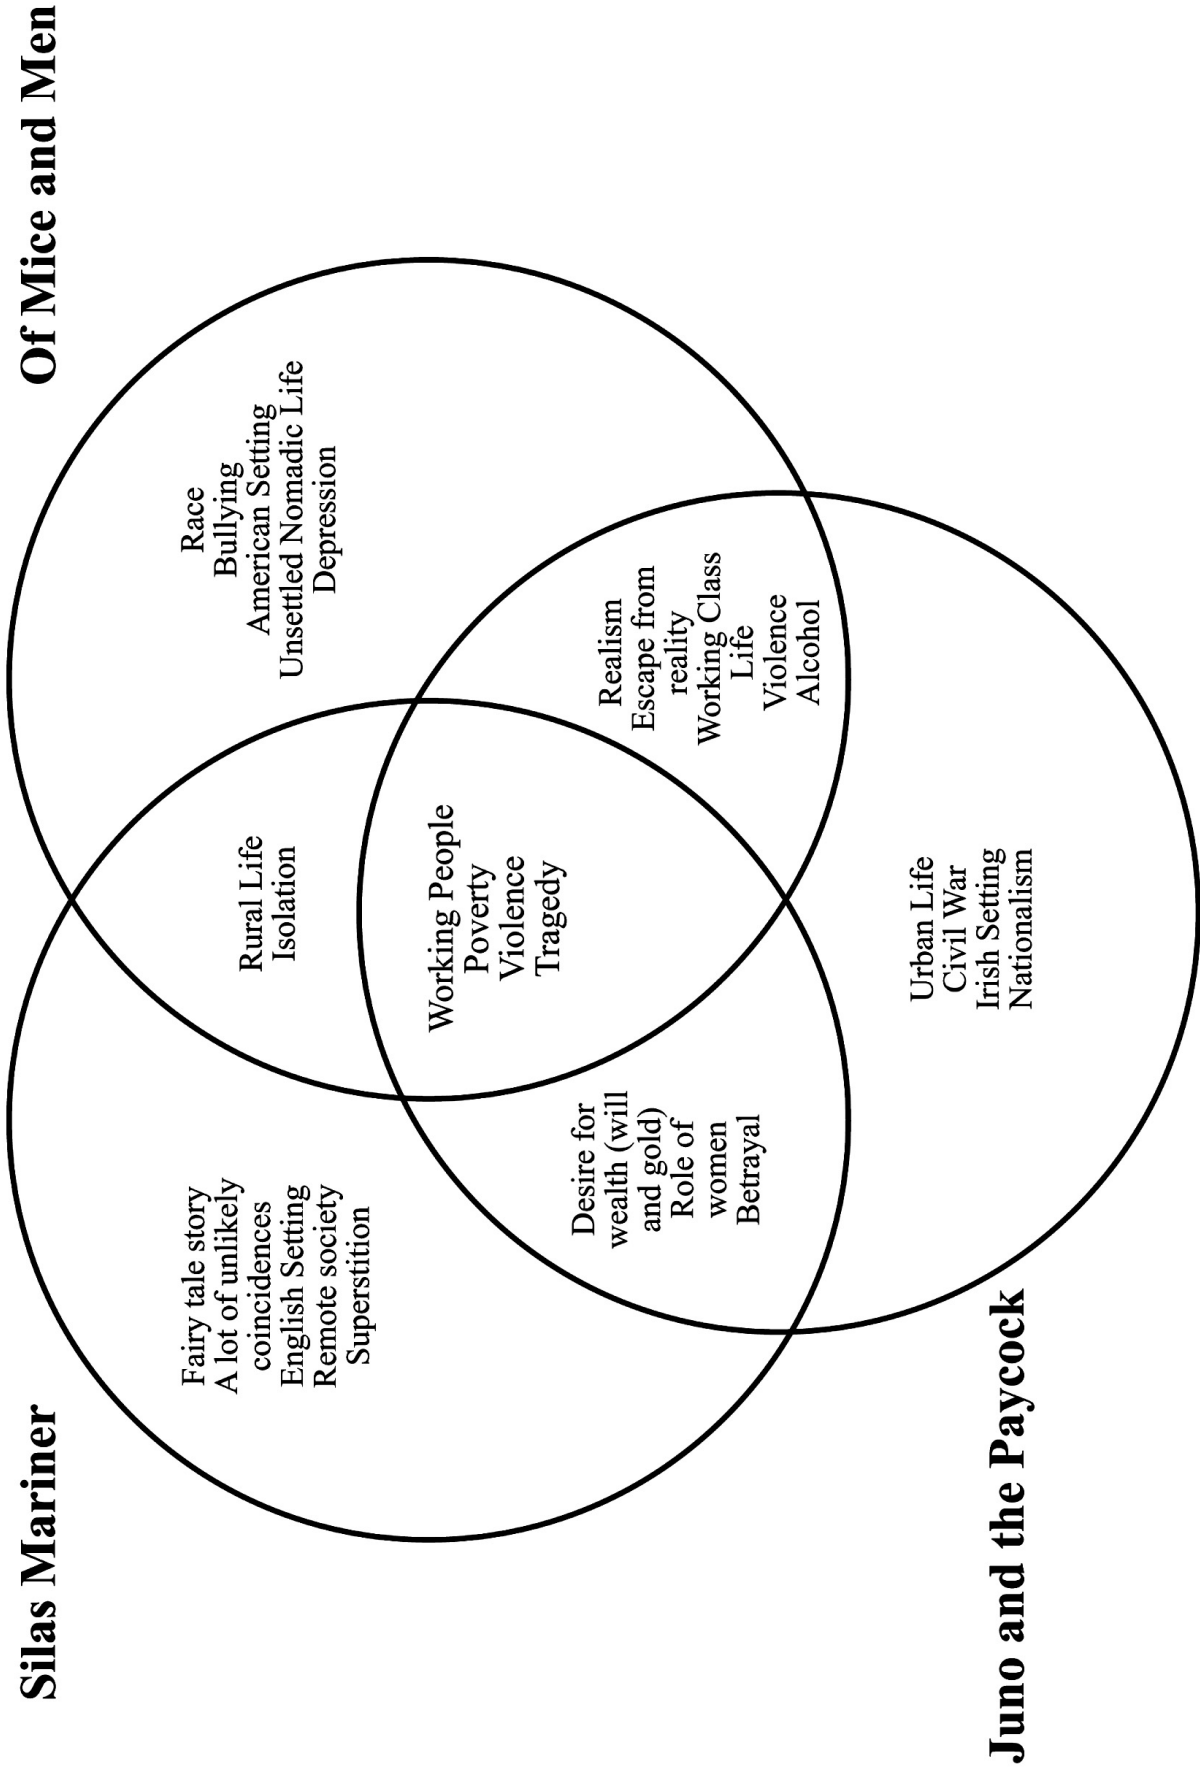 Silas Mariner
Of Mice and Men
Fairy tale story
A lot of unlikely
coincidences
English Setting
Remote society
Superstition
Rural Life
Isolation
Race
Bullying
American Setting
Unsettled Nomadic Life
Depression
Working People
Poverty
Violence
Tragedy
Desire for
wealth (will
and gold)
Role of
women
Betrayal
Realism
Escape from
reality
Working Class
Life
Violence
Alcohol
Urban Life
Civil War
Irish Setting
Nationalism
Juno and the Paycock